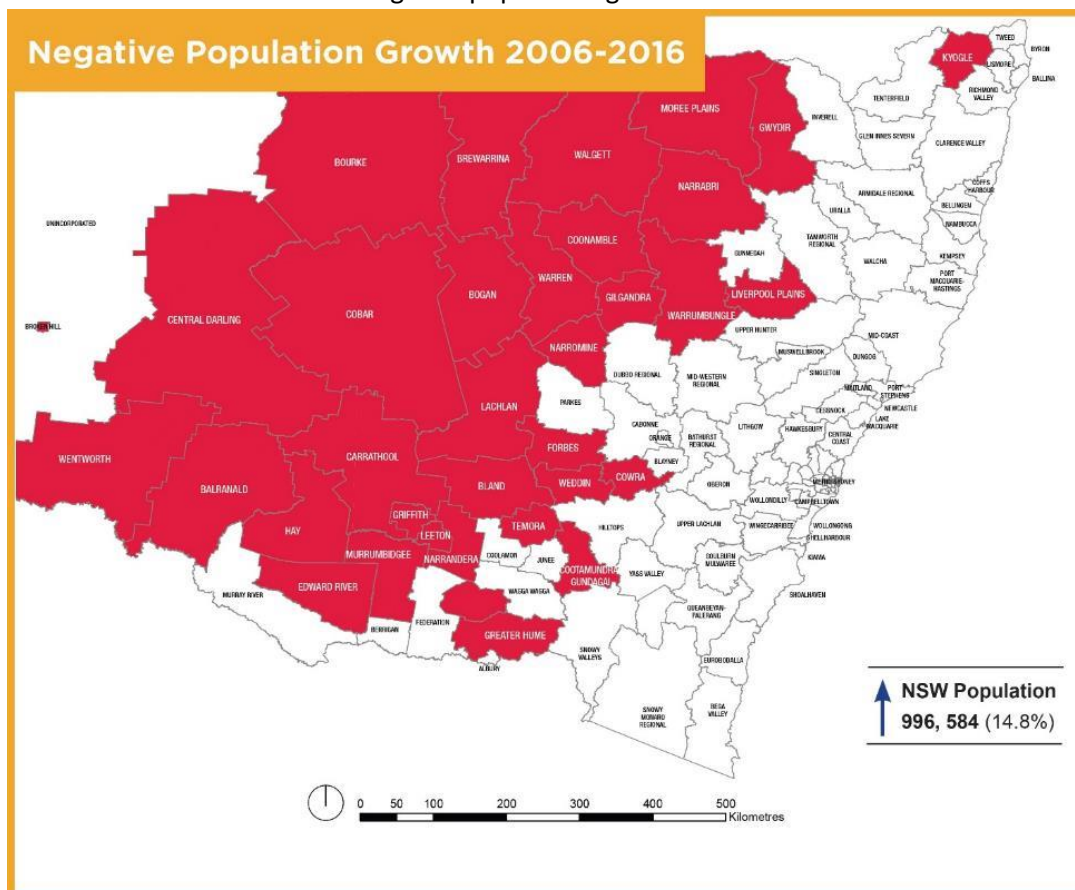 Negative Population Growth 2006-2016
TWEED
KYOGLE
BYRON
LISMORE
BALLINA
RICHMOND
VALLEY
TENTERFIELD
MOREE PLAINS
GWYDIR
INVERELL
GLEN INNES SEVERN
CLARENCE VALLEY
BOURKE
BREWARRINA
WALGETT
NARRABRI
COFFS
HARBOUR
ARMIDALE REGIONAL
BELLINGEN
URALLA
NAMBUCCA
UNINCORPORATED
COONAMBLE
GUNNEDAH
TAMWORTH
REGIONAL
WALCHA
KEMPSEY
PORT
MACQUARIE-
HASTINGS
WARREN
BOGAN
GILGANDRA
LIVERPOOL PLAINS
WARRUMBUNGLE
CENTRAL DARLING
COBAR
BROKEN HILL
UPPER HUNTER
MID-COAST
NARROMINE
MUSWELLBROOK
DUNGOG
DUBBO REGIONAL
MID-WESTERN
REGIONAL
SINGLETON
MAITLAND
PORT
STEPHENS
LACHLAN
PARKES
CESSNOCK
NEWCASTLE
LAKE
MACQUARIE
CABONNE
ORANGE
BATHURST
REGIONAL
LITHGOW
HAWKESBURY
CENTRAL
COAST
FORBES
BLAYNEY
WENTWORTH
CARRATHOOL
COWRA
WEDDIN
BLAND
OBERON
BALRANALD
WOLLONDILLY
CAMPBELLTOWN
GRIFFITH
HAY
LEETON
TEMORA
HILLTOPS
UPPER LACHLAN
WINGECARRIBEE
WOLLONGONG
SHELLHARBOUR
KIAMA
MURRUMBIDGEE
NARRANDERA
COOLAMON
JUNEE
COOTAMUNDRA
GUNDAGAI
YASS VALLEY
GOULBURN
MULWAREE
EDWARD RIVER
MURRAY RIVER
WAGGA WAGGA
SHOALHAVEN
QUEANBEYAN-
PALERANG
BERRIGAN
FEDERATION
GREATER HUME
ALBURY
SNOWY
VALLEYS
EUROBODALLA
SNOWY
MONARO
REGIONAL
BEGA
VALLEY
NSW Population
996, 584 (14.8%)
0 50 100 200 300 400 500
Kilometres